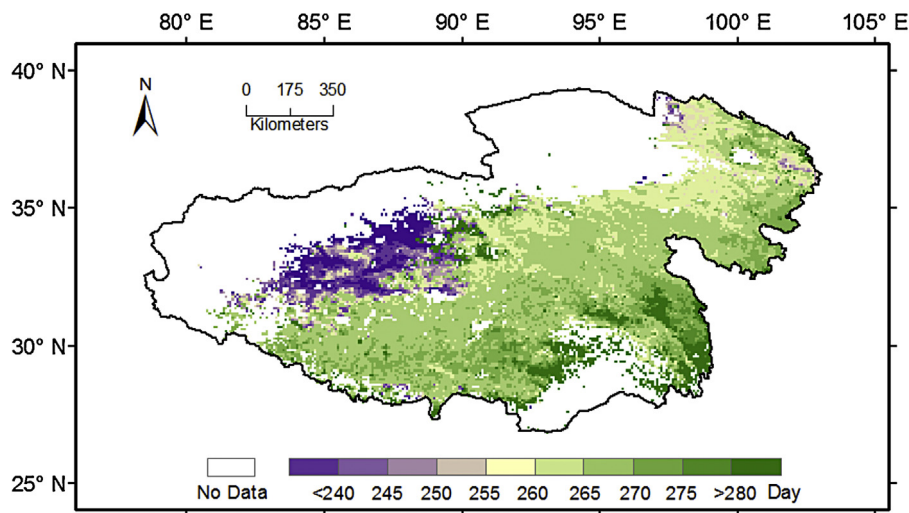 80° E 85° E 90° E 95° E 100° E 105° E
40° N
N
0 175 350
Kilometers
35° N
30° N
25° N
No Data <240 245 250 255 260 265 270 275 >280 Day